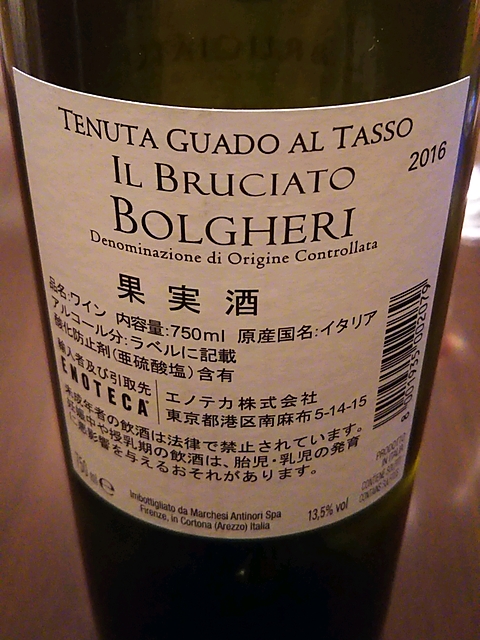 TENUTA GUADO AL TASSO
2016
IL BRUCIATO
BOLGHERI
Denominazione di Origine Controllata
果実酒
品名:ワイン 内容量:750ml 原産国名:イタリア
アルコール分:ラベルに記載
酸化防止剤(亜硫酸塩)含有
輸入者及び引取先
ENOTECA
エノテカ株式会社
東京都港区南麻布5-14-15
未成年者の飲酒は法律で禁止されています。
妊娠中や授乳期の飲酒は、胎児・乳児の発育
に悪影響を与えるおそれがあります。
750 ml e
Imbottigliato da Marchesi Antinori Spa
Firenze, in Cortona (Arezzo) Italia
13,5% vol
PRODOTTO
IN ITALIA